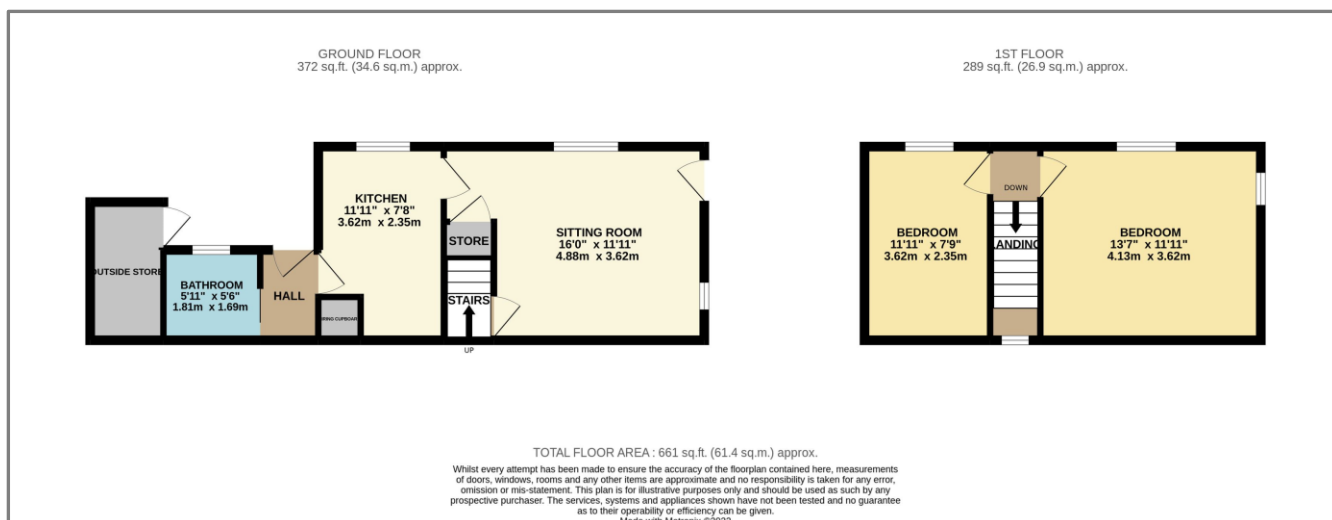 GROUND FLOOR
372 sq.ft. (34.6 sq.m.) approx.
1ST FLOOR
289 sq.ft. (26.9 sq.m.) approx.
KITCHEN
11'11" x 7'8"
3.62m x 2.35m
STORE
SITTING ROOM
16'0" x 11'11"
4.88m x 3.62m
OUTSIDE STORE
BATHROOM
5'11" x 5'6"
1.81m x 1.69m
HALL
STAIRS
UP
DOWN
BEDROOM
11'11" x 7'9"
3.62m x 2.35m
LANDING
BEDROOM
13'7" x 11'11"
4.13m x 3.62m
TOTAL FLOOR AREA : 661 sq.ft. (61.4 sq.m.) approx.
Whilst every attempt has been made to ensure the accuracy of the floorplan contained here, measurements
of doors, windows, rooms and any other items are approximate and no responsibility is taken for any error,
omission or mis-statement. This plan is for illustrative purposes only and should be used as such by any
prospective purchaser. The services, systems and appliances shown have not been tested and no guarantee
as to their operability or efficiency can be given.
Made with Metropix ©2023